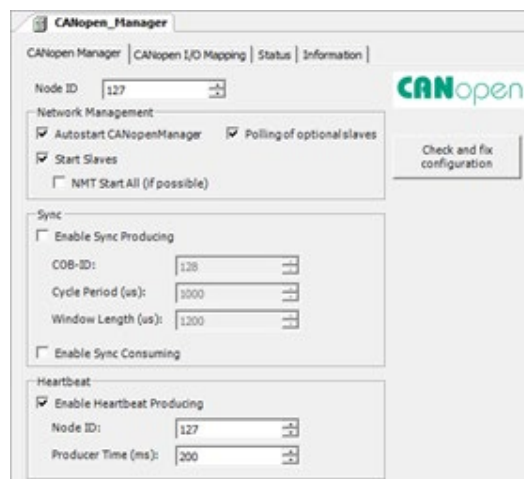 CANopen_Manager
CANopen Manager CANopen I/O Mapping Status Information
Node ID 127
CANopen
Network Management
Autostart CANopenManager Polling of optional slaves
Start Slaves
NMT Start All (if possible)
Check and fix
configuration
Sync
Enable Sync Producing
COB-ID: 128
Cycle Period (us): 1000
Window Length (us): 1200
Enable Sync Consuming
Heartbeat
Enable Heartbeat Producing
Node ID: 127
Producer Time (ms): 200